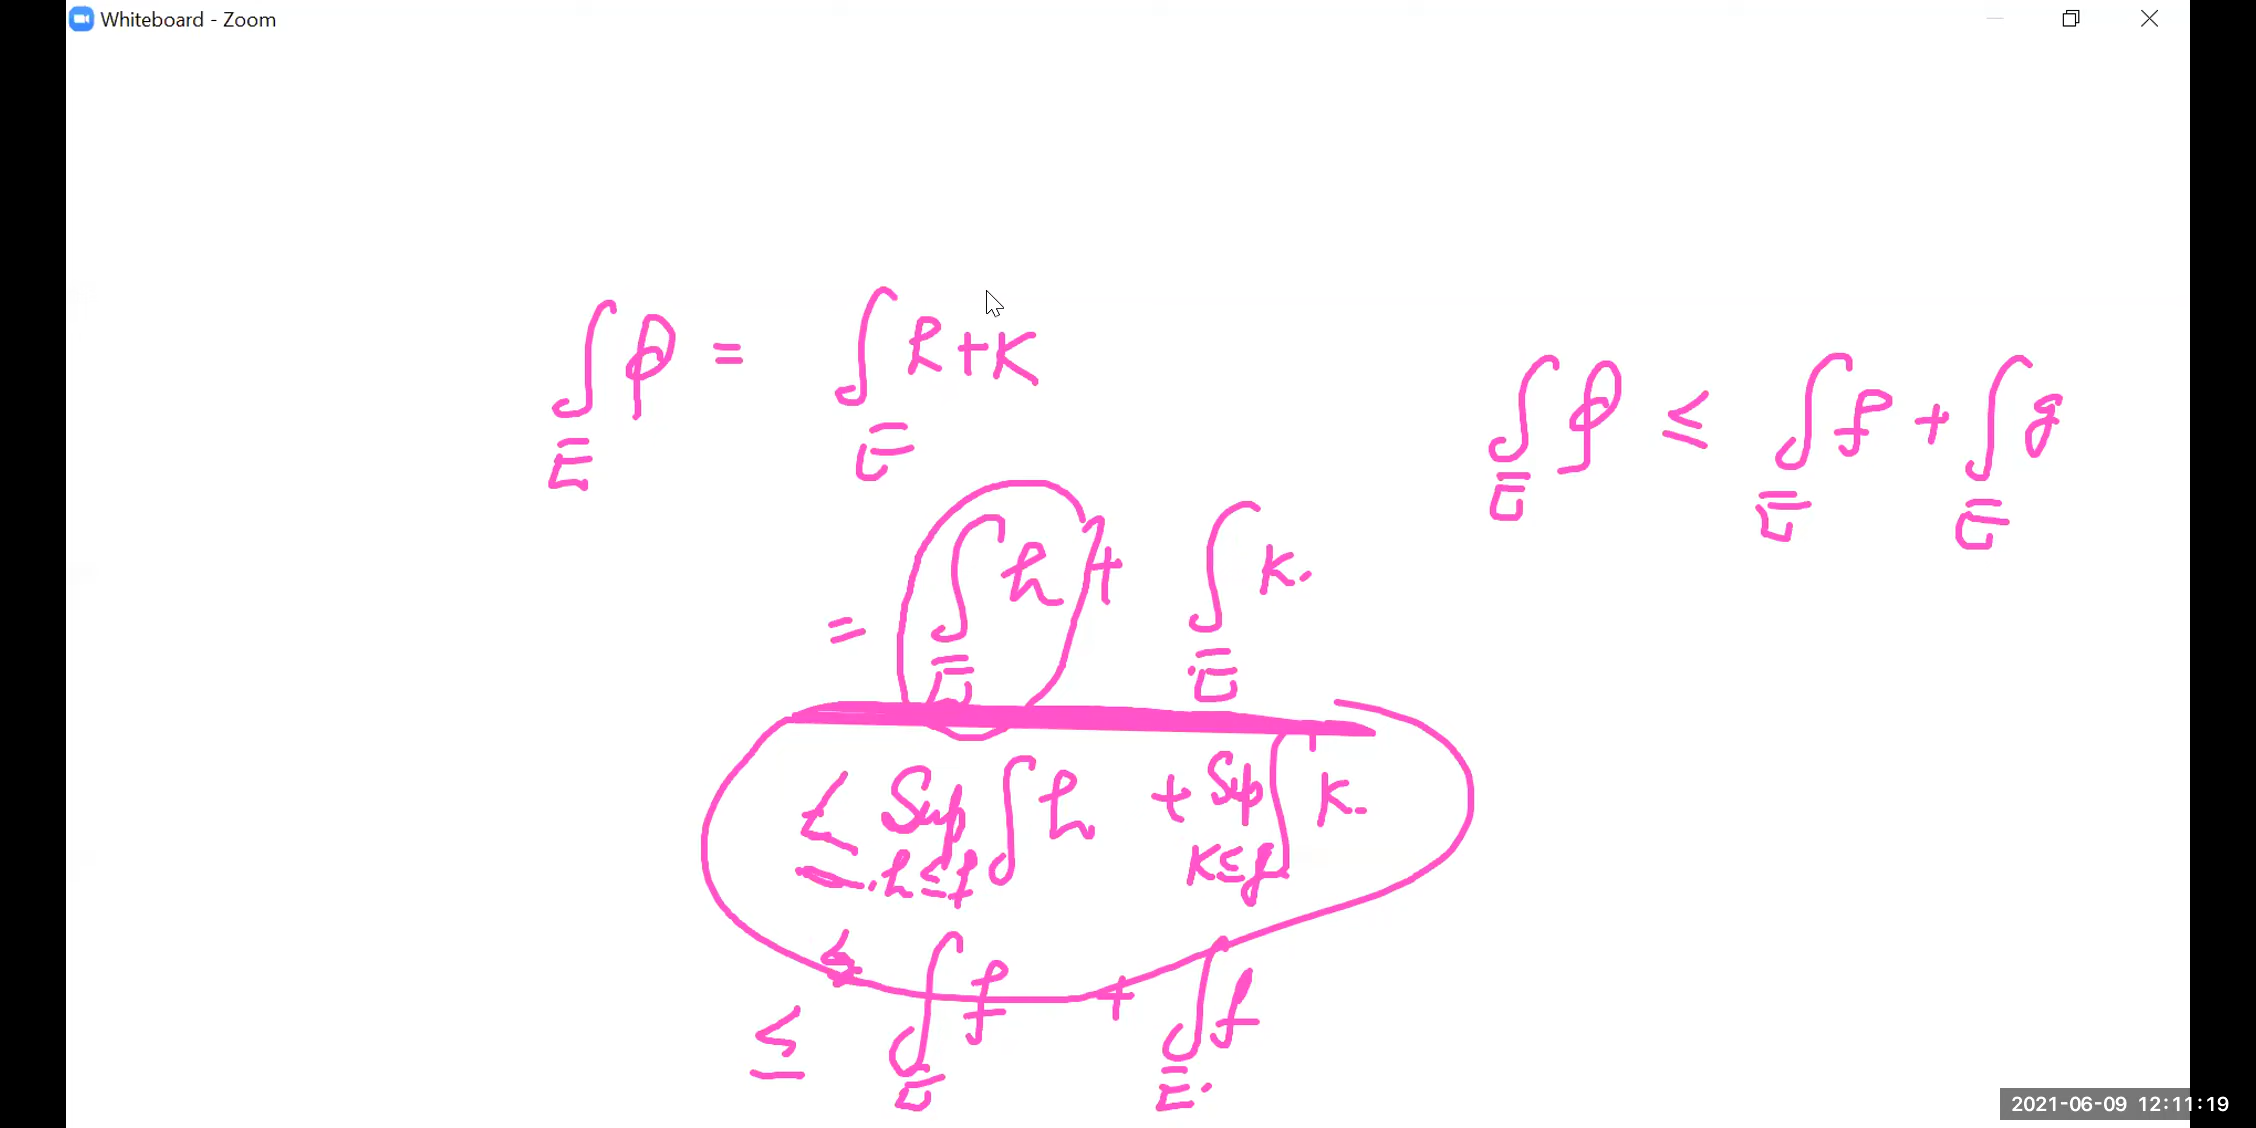 Whiteboard - Zoom
∫_E φ = ∫_E h+k
= ∫_E h + ∫_E k.
≤ Sup_{h≤f} ∫ h + Sup_{k≤g} ∫ k.
≤ ∫_E f + ∫_E f
∫_E φ ≤ ∫_E f + ∫_E g
2021-06-09 12:11:19